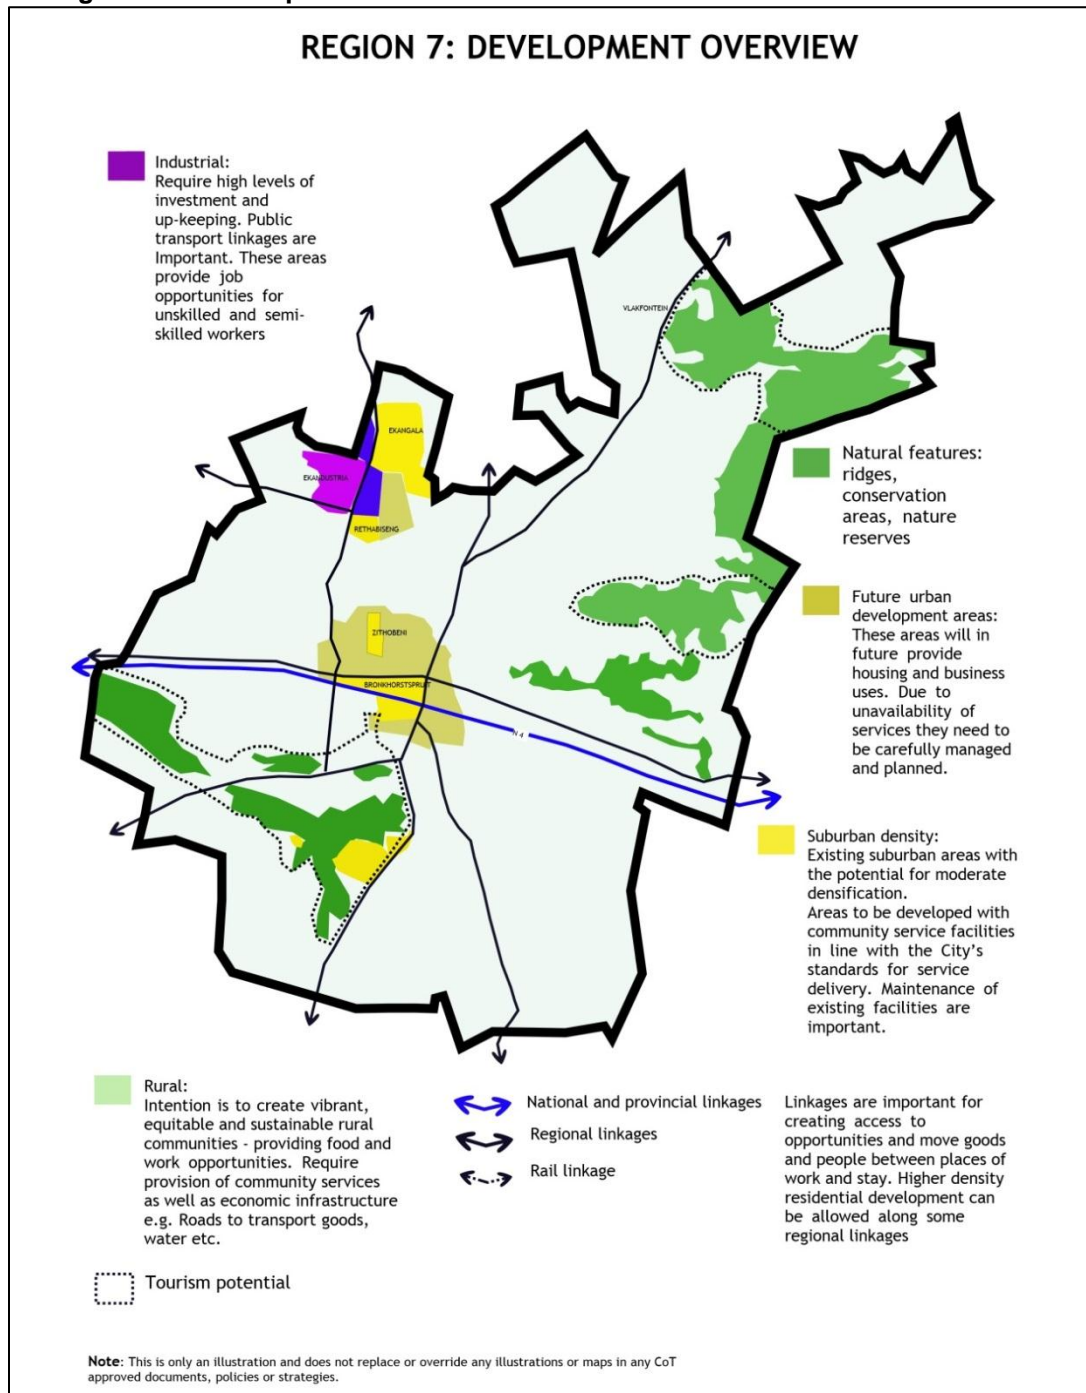 REGION 7: DEVELOPMENT OVERVIEW
Industrial:
Require high levels of
investment and
up-keeping. Public
transport linkages are
Important. These areas
provide job
opportunities for
unskilled and semi-
skilled workers
VLAKFONTEIN
EKANGALA
EKANDUSTRIA
RETHABISENG
ZITHOBENI
BRONKHORSTSPRUIT
N 4
Natural features:
ridges,
conservation
areas, nature
reserves
Future urban
development areas:
These areas will in
future provide
housing and business
uses. Due to
unavailability of
services they need to
be carefully managed
and planned.
Suburban density:
Existing suburban areas with
the potential for moderate
densification.
Areas to be developed with
community service facilities
in line with the City's
standards for service
delivery. Maintenance of
existing facilities are
important.
Rural:
Intention is to create vibrant,
equitable and sustainable rural
communities - providing food and
work opportunities. Require
provision of community services
as well as economic infrastructure
e.g. Roads to transport goods,
water etc.
Tourism potential
National and provincial linkages
Regional linkages
Rail linkage
Linkages are important for
creating access to
opportunities and move goods
and people between places of
work and stay. Higher density
residential development can
be allowed along some
regional linkages
Note: This is only an illustration and does not replace or override any illustrations or maps in any CoT
approved documents, policies or strategies.